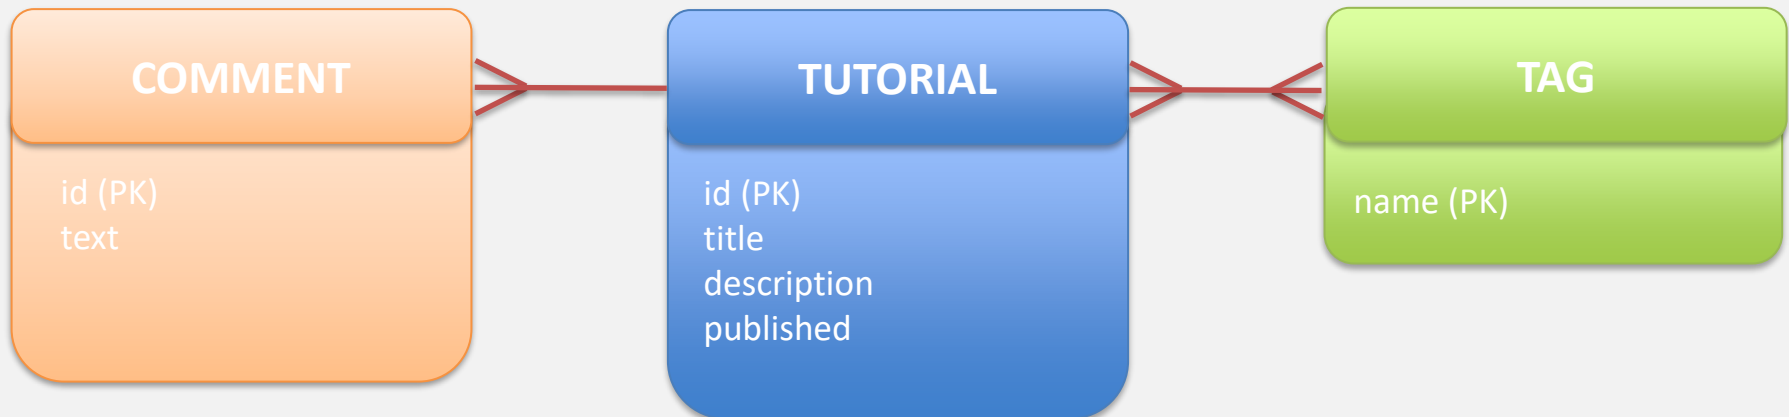 COMMENT
id (PK)
text
TUTORIAL
id (PK)
title
description
published
TAG
name (PK)